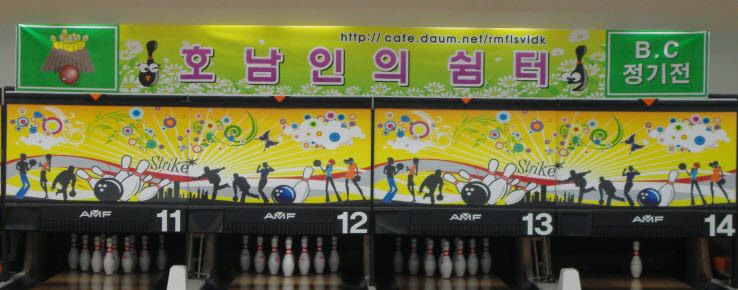 http:// cafe.daum.net/rmflsvldk
호남인의쉼터
B.C
정기전
Strike
Strike
AMF
11
AMF
12
AMF
13
AMF
14